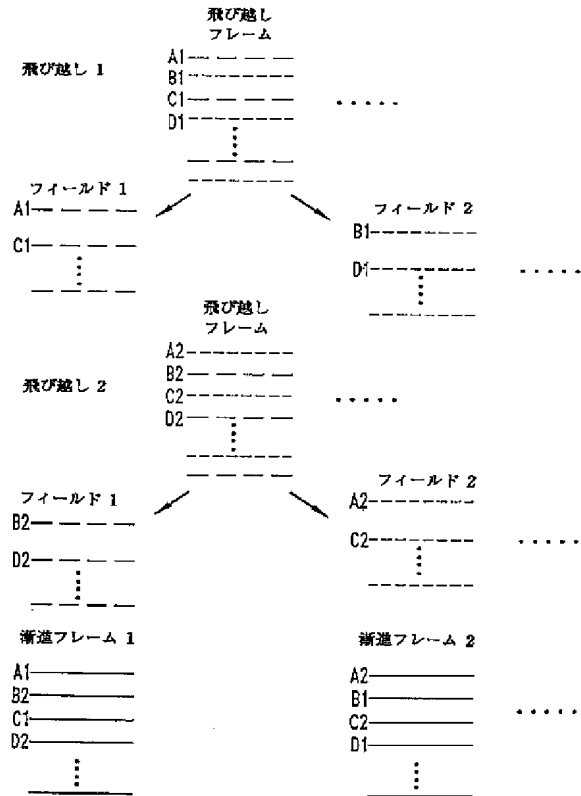 飛び越し
フレーム
飛び越し 1
A1
B1
C1
D1
フィールド 1
A1
C1
フィールド 2
B1
D1
飛び越し
フレーム
飛び越し 2
A2
B2
C2
D2
フィールド 1
B2
D2
フィールド 2
A2
C2
漸進フレーム 1
A1
B2
C1
D2
漸進フレーム 2
A2
B1
C2
D1